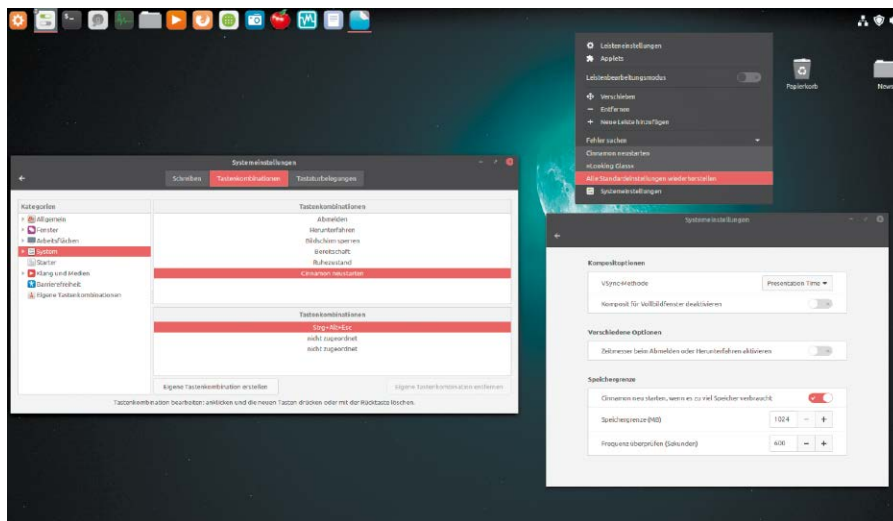 Leisteneinstellungen
Applets
Leistenbearbeitungsmodus
Verschieben
Entfernen
Neue Leiste hinzufügen
Fehler suchen
Cinnamon neustarten
»Looking Glass«
Alle Standardeinstellungen wiederherstellen
Systemeinstellungen
Papierkorb
News
Systemeinstellungen
Schreiben Tastenkombinationen Tastaturbelegungen
Kategorien
Allgemein
Fenster
Arbeitsflächen
System
Starter
Klang und Medien
Barrierefreiheit
Eigene Tastenkombinationen
Tastenkombinationen
Abmelden
Herunterfahren
Bildschirm sperren
Bereitschaft
Ruhezustand
Cinnamon neustarten
Tastenkombinationen
Strg+Alt+Esc
nicht zugeordnet
nicht zugeordnet
Eigene Tastenkombination erstellen
Eigene Tastenkombination entfernen
Tastenkombination bearbeiten: anklicken und die neuen Tasten drücken oder mit der Rücktaste löschen.
Systemeinstellungen
Kompositoptionen
VSync-Methode Presentation Time
Komposit für Vollbildfenster deaktivieren
Verschiedene Optionen
Zeitmesser beim Abmelden oder Herunterfahren aktivieren
Speichergrenze
Cinnamon neu starten, wenn es zu viel Speicher verbraucht
Speichergrenze (MB) 1024 − +
Frequenz überprüfen (Sekunden) 600 − +